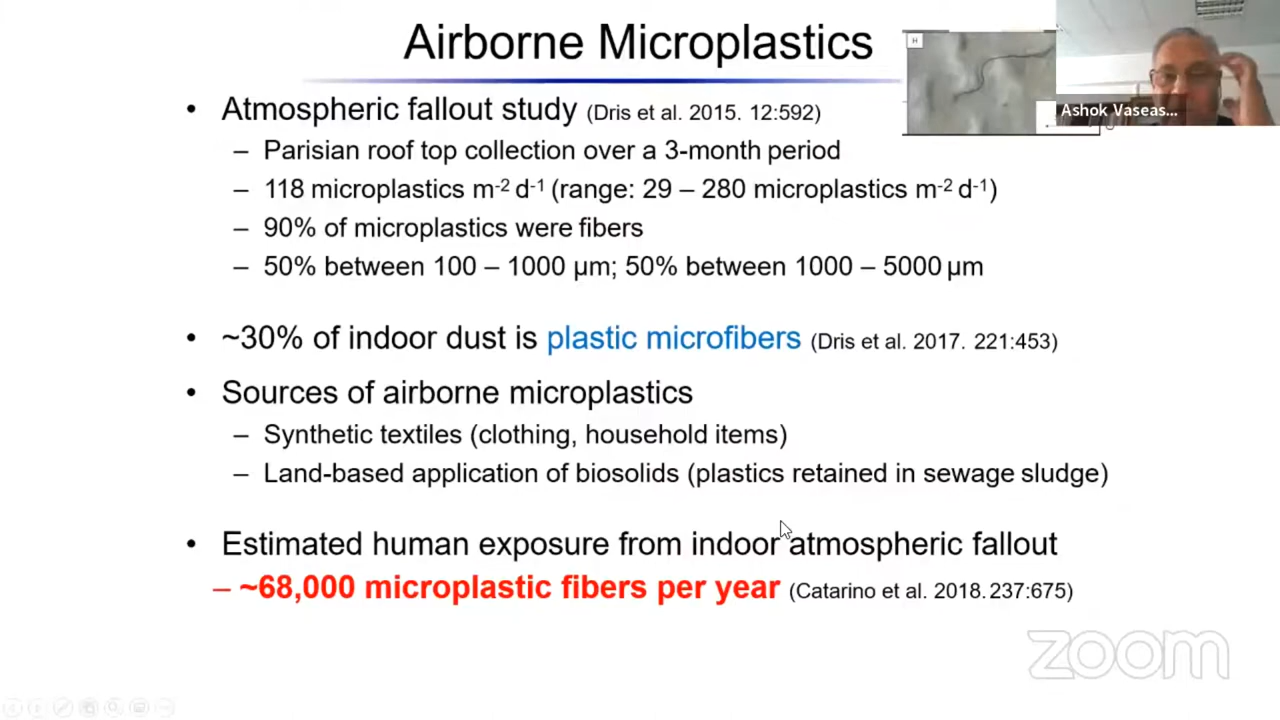 Airborne Microplastics
H
Ashok Vaseas...
• Atmospheric fallout study (Dris et al. 2015. 12:592)
– Parisian roof top collection over a 3-month period
– 118 microplastics m-2 d-1 (range: 29 – 280 microplastics m-2 d-1)
– 90% of microplastics were fibers
– 50% between 100 – 1000 µm; 50% between 1000 – 5000 µm
• ~30% of indoor dust is plastic microfibers (Dris et al. 2017. 221:453)
• Sources of airborne microplastics
– Synthetic textiles (clothing, household items)
– Land-based application of biosolids (plastics retained in sewage sludge)
• Estimated human exposure from indoor atmospheric fallout
– ~68,000 microplastic fibers per year (Catarino et al. 2018. 237:675)
zoom